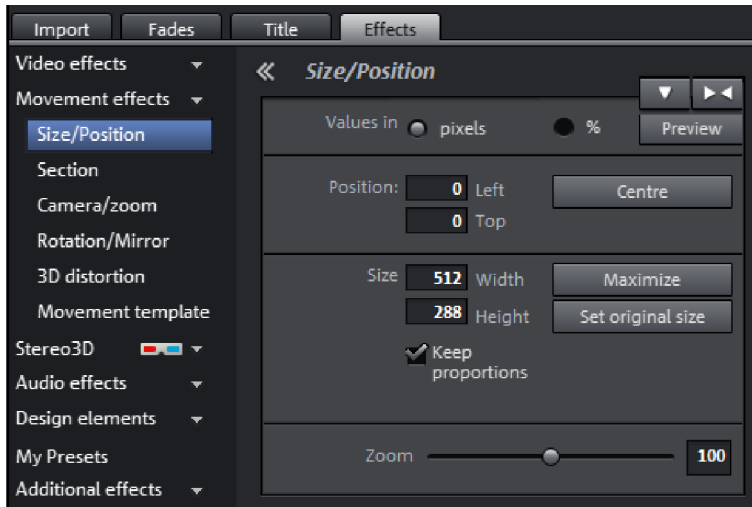 Import Fades Title Effects
Video effects
Movement effects
Size/Position
Section
Camera/zoom
Rotation/Mirror
3D distortion
Movement template
Stereo3D
Audio effects
Design elements
My Presets
Additional effects
Size/Position
Values in pixels %
Preview
Position: 0 Left
Centre
0 Top
Size 512 Width
Maximize
288 Height
Set original size
Keep
proportions
Zoom 100